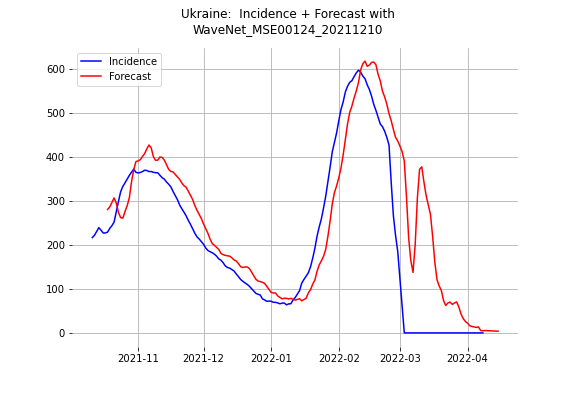 Ukraine:  Incidence + Forecast with
WaveNet_MSE00124_20211210
Incidence
Forecast
600
500
400
300
200
100
0
2021-11 2021-12 2022-01 2022-02 2022-03 2022-04